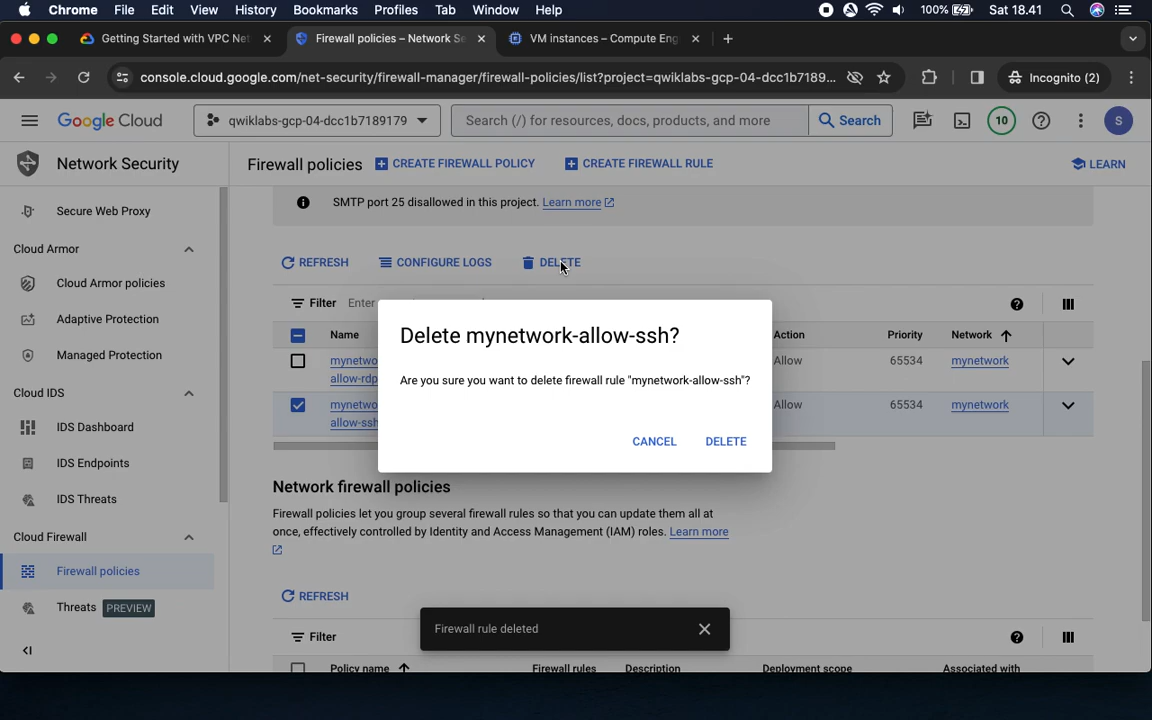 Chrome File Edit View History Bookmarks Profiles Tab Window Help 100% Sat 18.41
Getting Started with VPC Net Firewall policies – Network Se VM instances – Compute Eng
console.cloud.google.com/net-security/firewall-manager/firewall-policies/list?project=qwiklabs-gcp-04-dcc1b7189... Incognito (2)
Google Cloud qwiklabs-gcp-04-dcc1b7189179 Search (/) for resources, docs, products, and more Search 10 S
Network Security Firewall policies CREATE FIREWALL POLICY CREATE FIREWALL RULE LEARN
Secure Web Proxy
Cloud Armor
Cloud Armor policies
Adaptive Protection
Managed Protection
Cloud IDS
IDS Dashboard
IDS Endpoints
IDS Threats
Cloud Firewall
Firewall policies
Threats PREVIEW
SMTP port 25 disallowed in this project. Learn more
REFRESH CONFIGURE LOGS DELETE
Filter Enter
Name Action Priority Network
mynetwo Allow 65534 mynetwork
allow-rdp
mynetwo Allow 65534 mynetwork
allow-ssh
Delete mynetwork-allow-ssh?
Are you sure you want to delete firewall rule "mynetwork-allow-ssh"?
CANCEL DELETE
Network firewall policies
Firewall policies let you group several firewall rules so that you can update them all at
once, effectively controlled by Identity and Access Management (IAM) roles. Learn more
REFRESH
Filter
Firewall rule deleted
Policy name Firewall rules Description Deployment scope Associated with